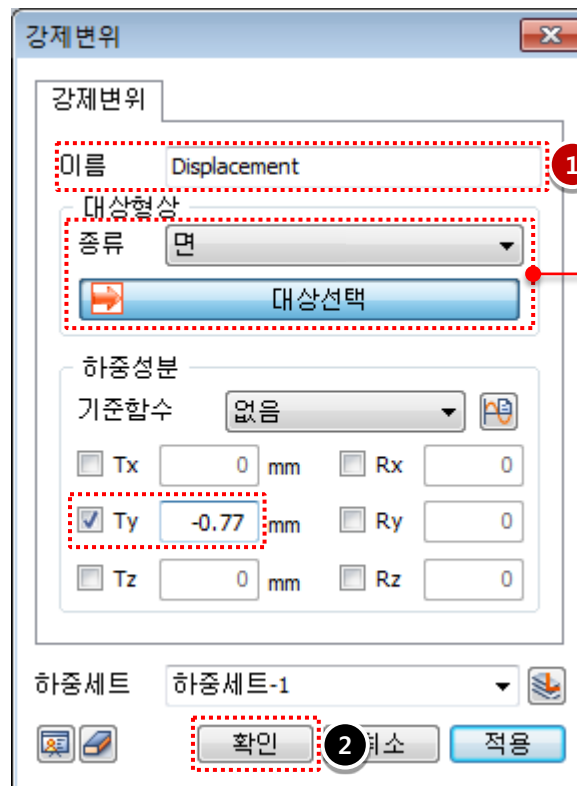 강제변위
강제변위
이름 Displacement 1
대상형상
종류 면
대상선택
하중성분
기준함수 없음
Tx 0 mm Rx 0
Ty -0.77 mm Ry 0
Tz 0 mm Rz 0
하중세트 하중세트-1
확인 2 소 적용